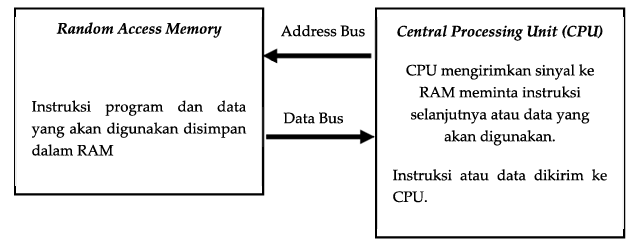 Random Access Memory
Instruksi program dan data
yang akan digunakan disimpan
dalam RAM
Address Bus
Data Bus
Central Processing Unit (CPU)
CPU mengirimkan sinyal ke
RAM meminta instruksi
selanjutnya atau data yang
akan digunakan.
Instruksi atau data dikirim ke
CPU.